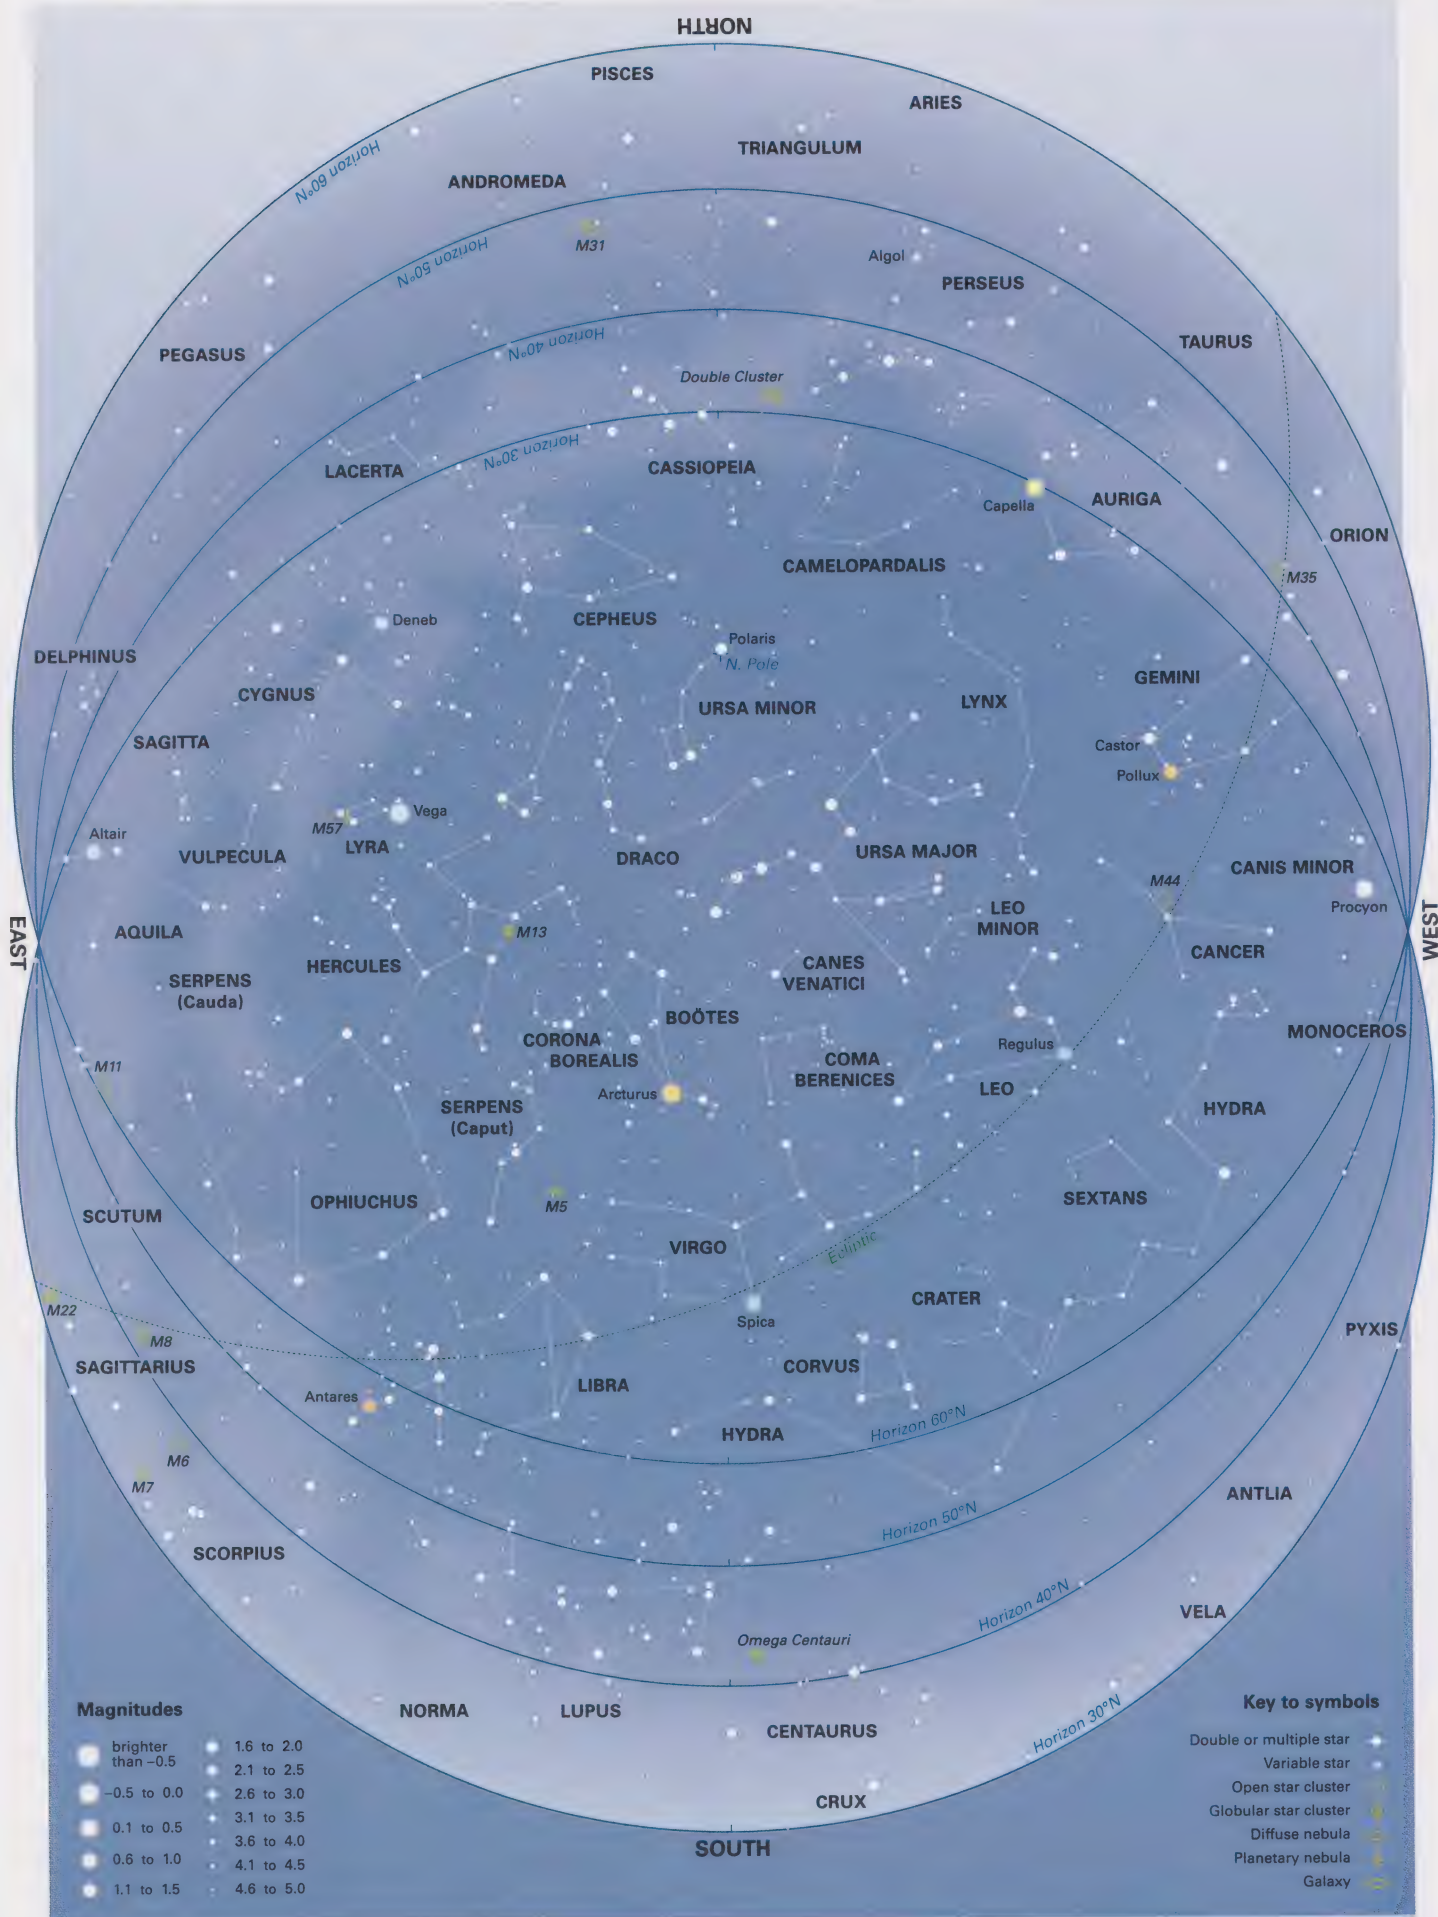 NORTH
PISCES
ARIES
TRIANGULUM
Horizon 60°N
ANDROMEDA
Horizon 50°N
M31
Algol
PERSEUS
Horizon 40°N
PEGASUS
TAURUS
Double Cluster
Horizon 30°N
LACERTA
CASSIOPEIA
Capella
AURIGA
ORION
CAMELOPARDALIS
M35
Deneb
CEPHEUS
Polaris
N. Pole
DELPHINUS
GEMINI
CYGNUS
URSA MINOR
LYNX
SAGITTA
Castor
Pollux
Vega
M57
Altair
LYRA
VULPECULA
DRACO
URSA MAJOR
CANIS MINOR
M44
Procyon
LEO
MINOR
EAST
AQUILA
M13
WEST
CANCER
HERCULES
CANES
VENATICI
SERPENS
(Cauda)
BOÖTES
MONOCEROS
CORONA
BOREALIS
Regulus
COMA
BERENICES
M11
LEO
Arcturus
SERPENS
(Caput)
HYDRA
OPHIUCHUS
M5
SEXTANS
SCUTUM
VIRGO
Ecliptic
CRATER
M22
Spica
PYXIS
M8
SAGITTARIUS
CORVUS
LIBRA
Antares
Horizon 60°N
HYDRA
M6
M7
ANTLIA
Horizon 50°N
SCORPIUS
Horizon 40°N
VELA
Omega Centauri
NORMA
LUPUS
CENTAURUS
Horizon 30°N
CRUX
SOUTH
Magnitudes
brighter
than −0.5
−0.5 to 0.0
0.1 to 0.5
0.6 to 1.0
1.1 to 1.5
1.6 to 2.0
2.1 to 2.5
2.6 to 3.0
3.1 to 3.5
3.6 to 4.0
4.1 to 4.5
4.6 to 5.0
Key to symbols
Double or multiple star
Variable star
Open star cluster
Globular star cluster
Diffuse nebula
Planetary nebula
Galaxy